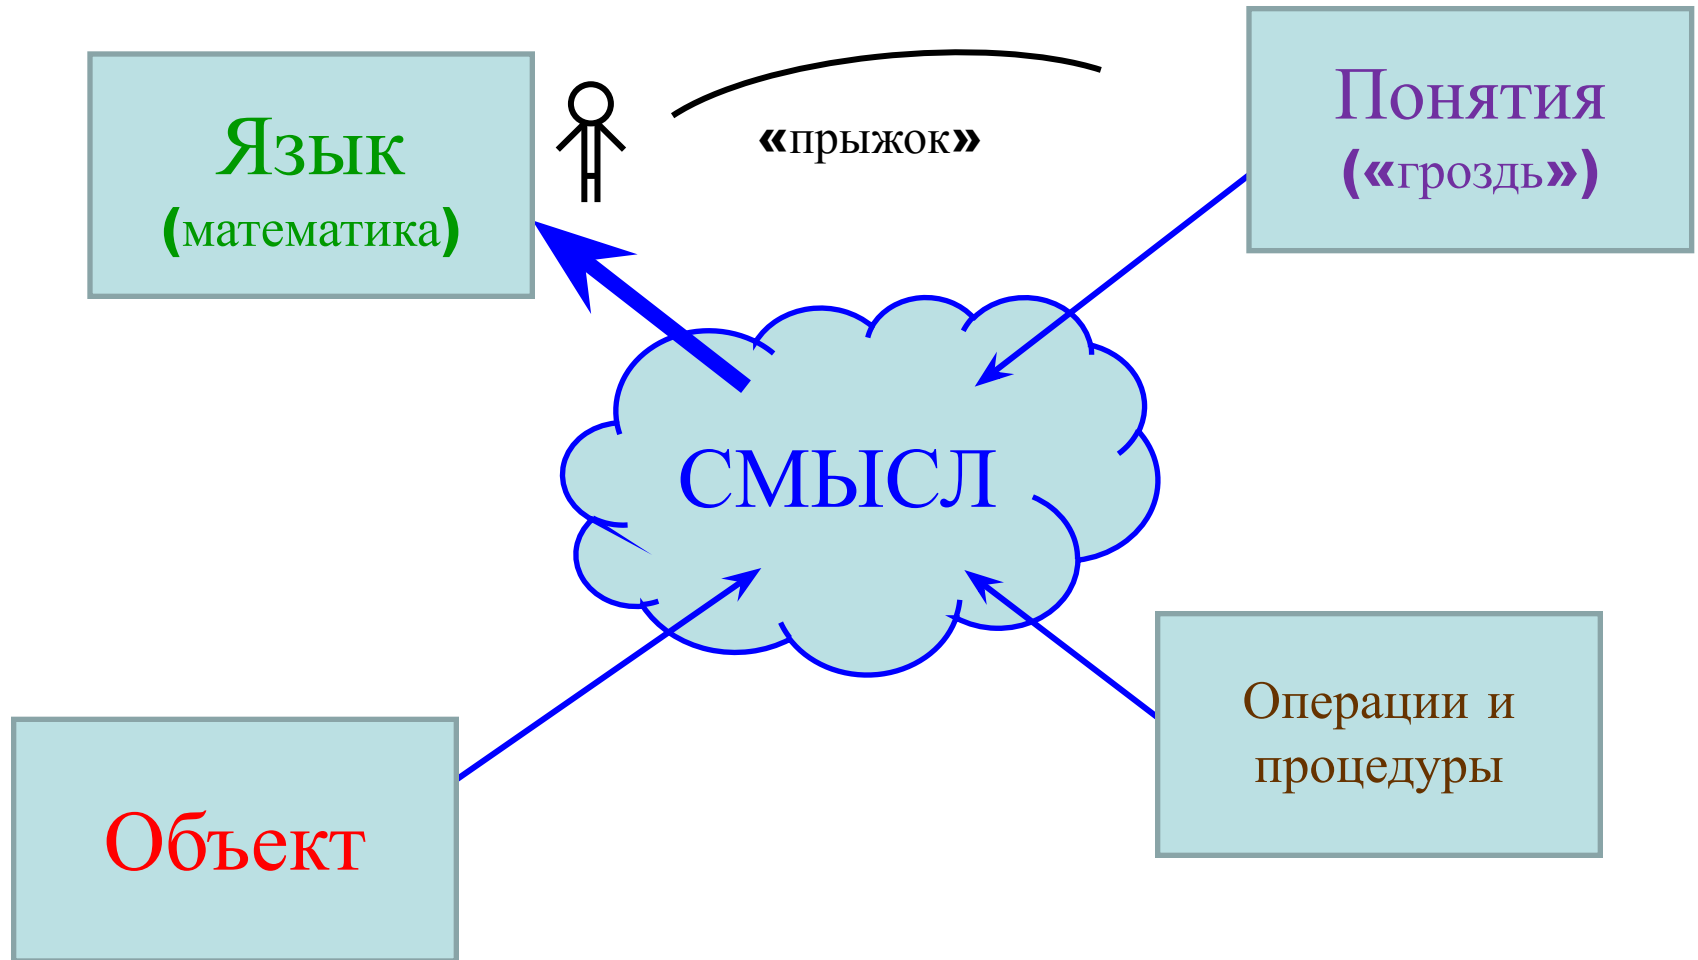 Язык
(математика)
«прыжок»
Понятия
(«гроздь»)
СМЫСЛ
Объект
Операции и
процедуры